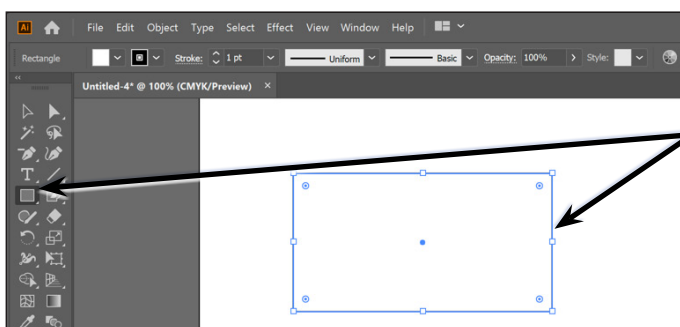 Ai File Edit Object Type Select Effect View Window Help
Rectangle Stroke: 1 pt Uniform Basic Opacity: 100% Style:
Untitled-4* @ 100% (CMYK/Preview) ×
T